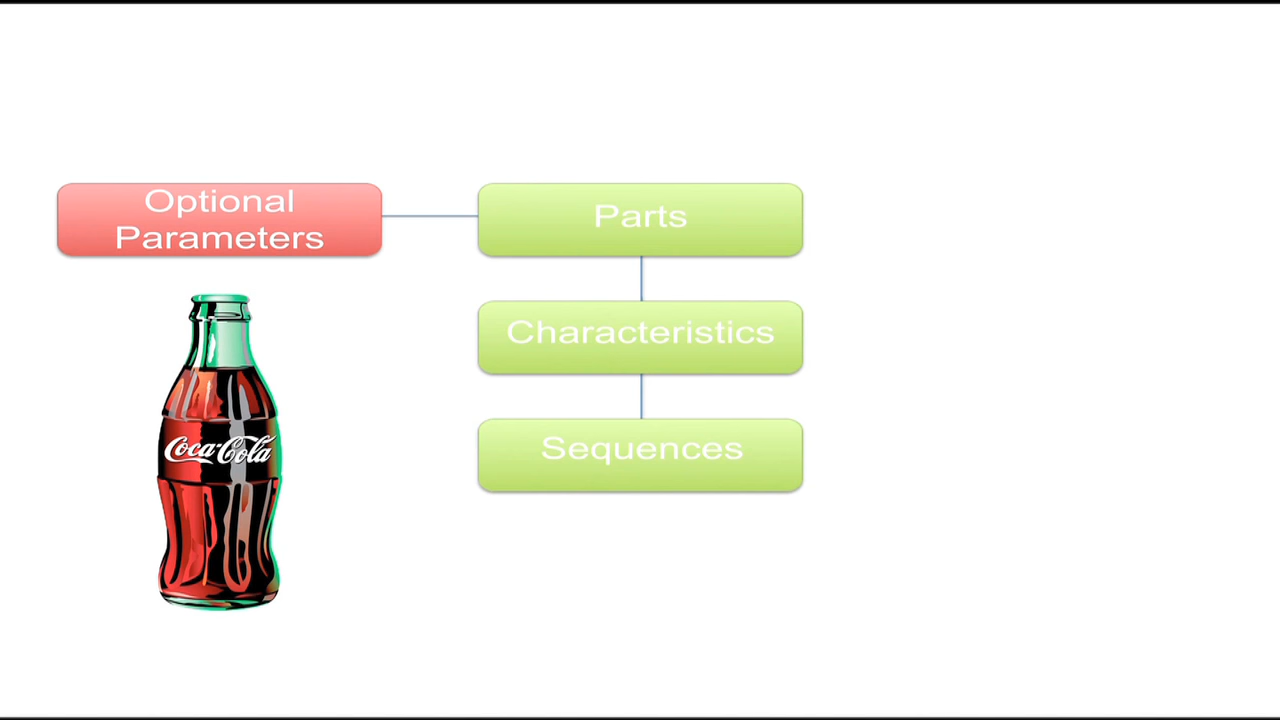 Optional
Parameters
Parts
Characteristics
Sequences
Coca-Cola